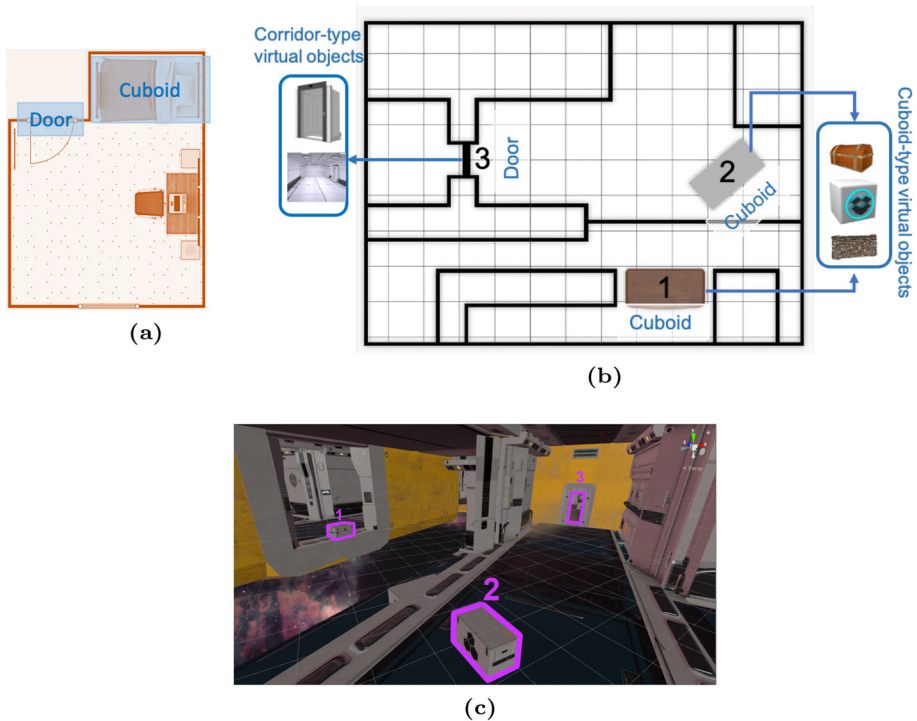 Cuboid
Door
(a)
(b)
Corridor-type
virtual objects
3
Door
2
Cuboid
1
Cuboid
Cuboid-type virtual objects
(c)
1
2
3
Persp